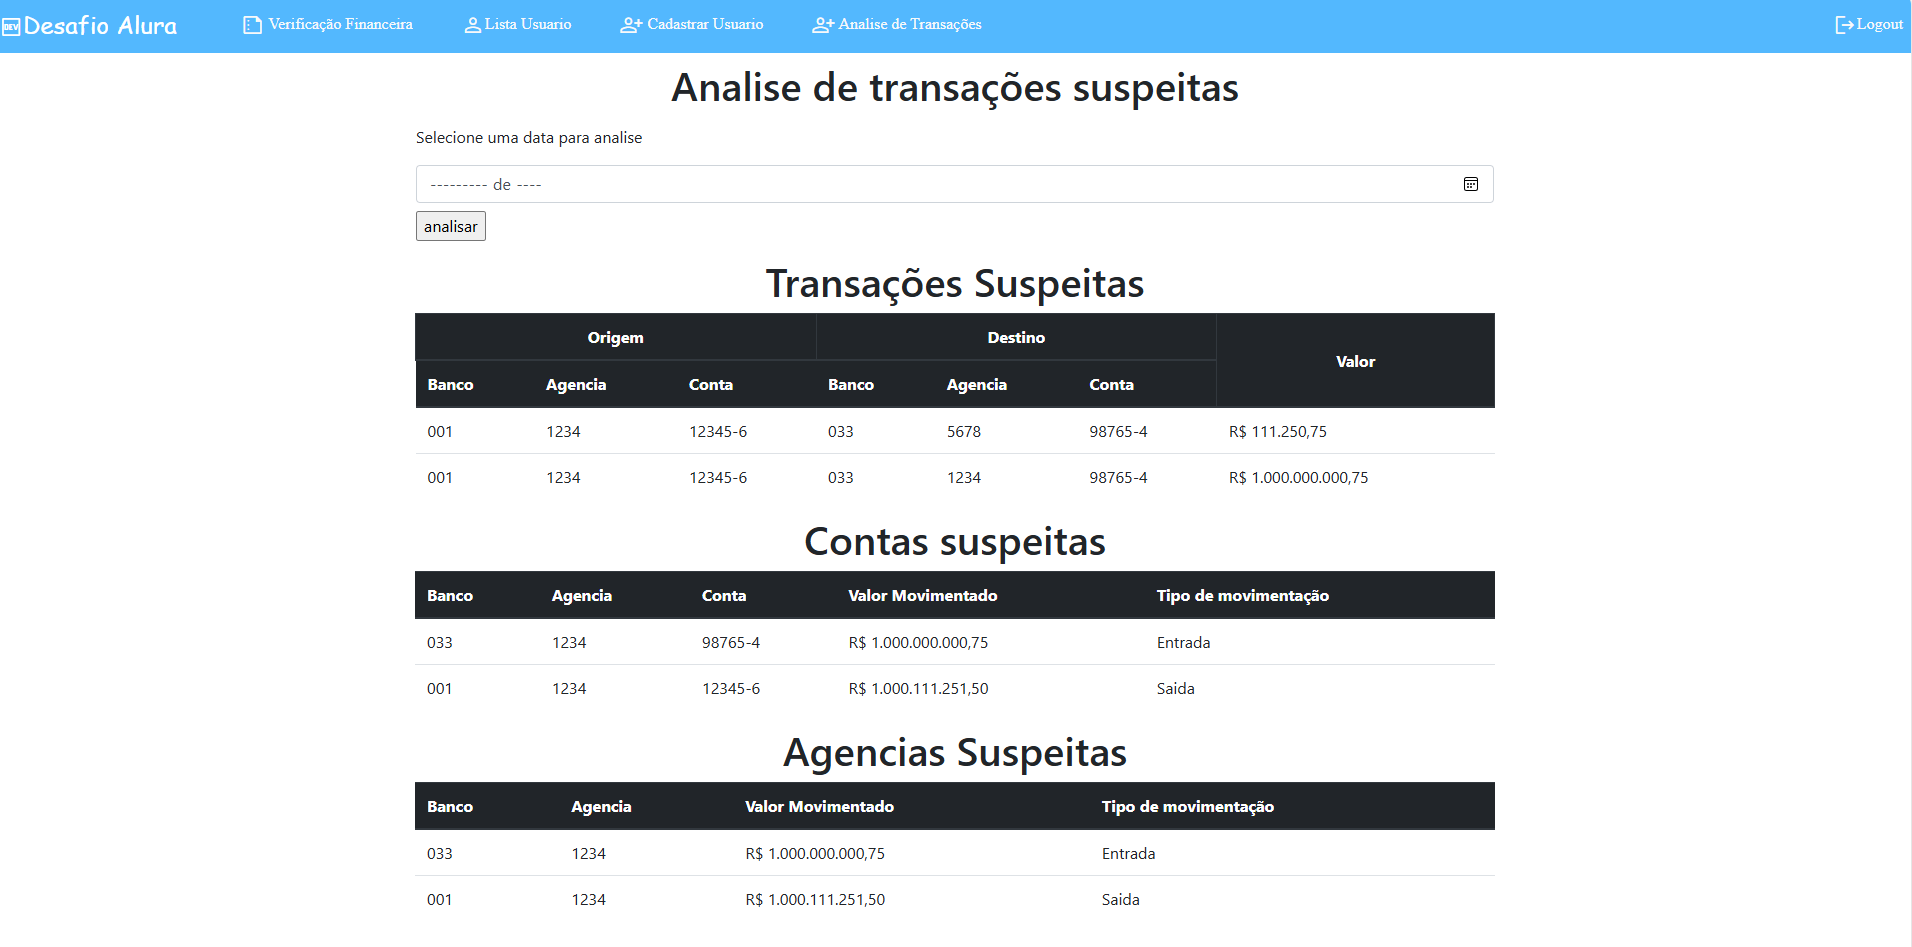 DEV Desafio Alura Verificação Financeira Lista Usuario Cadastrar Usuario Analise de Transações Logout
Analise de transações suspeitas
Selecione uma data para analise
--------- de ----
analisar
Transações Suspeitas
Origem Destino Valor
Banco Agencia Conta Banco Agencia Conta
001 1234 12345-6 033 5678 98765-4 R$ 111.250,75
001 1234 12345-6 033 1234 98765-4 R$ 1.000.000.000,75
Contas suspeitas
Banco Agencia Conta Valor Movimentado Tipo de movimentação
033 1234 98765-4 R$ 1.000.000.000,75 Entrada
001 1234 12345-6 R$ 1.000.111.251,50 Saida
Agencias Suspeitas
Banco Agencia Valor Movimentado Tipo de movimentação
033 1234 R$ 1.000.000.000,75 Entrada
001 1234 R$ 1.000.111.251,50 Saida